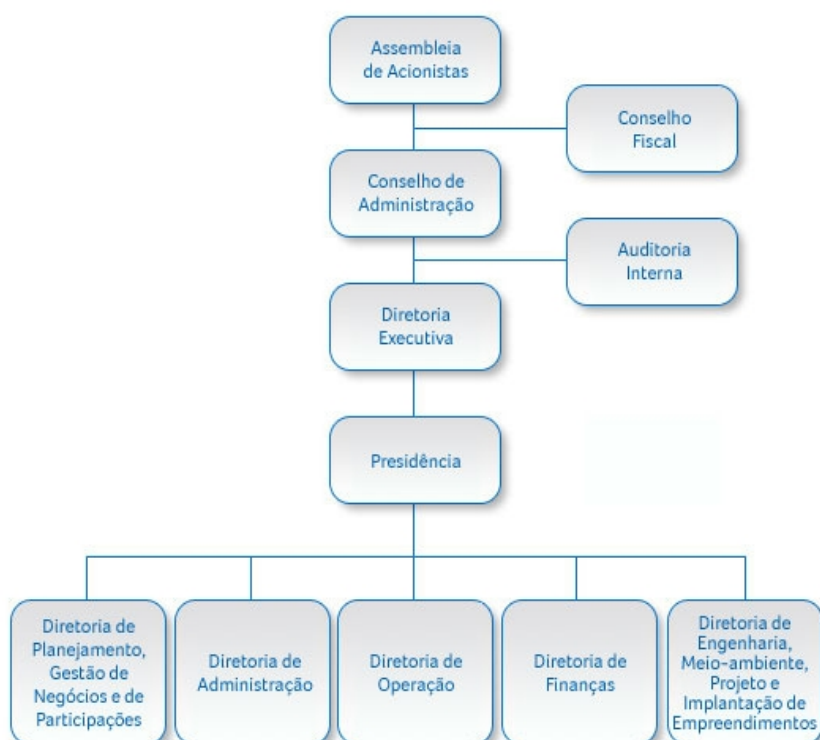 Assembleia
de Acionistas
Conselho
Fiscal
Conselho de
Administração
Auditoria
Interna
Diretoria
Executiva
Presidência
Diretoria de
Planejamento,
Gestão de
Negócios e de
Participações
Diretoria de
Administração
Diretoria de
Operação
Diretoria de
Finanças
Diretoria de
Engenharia,
Meio-ambiente,
Projeto e
Implantação de
Empreendimentos